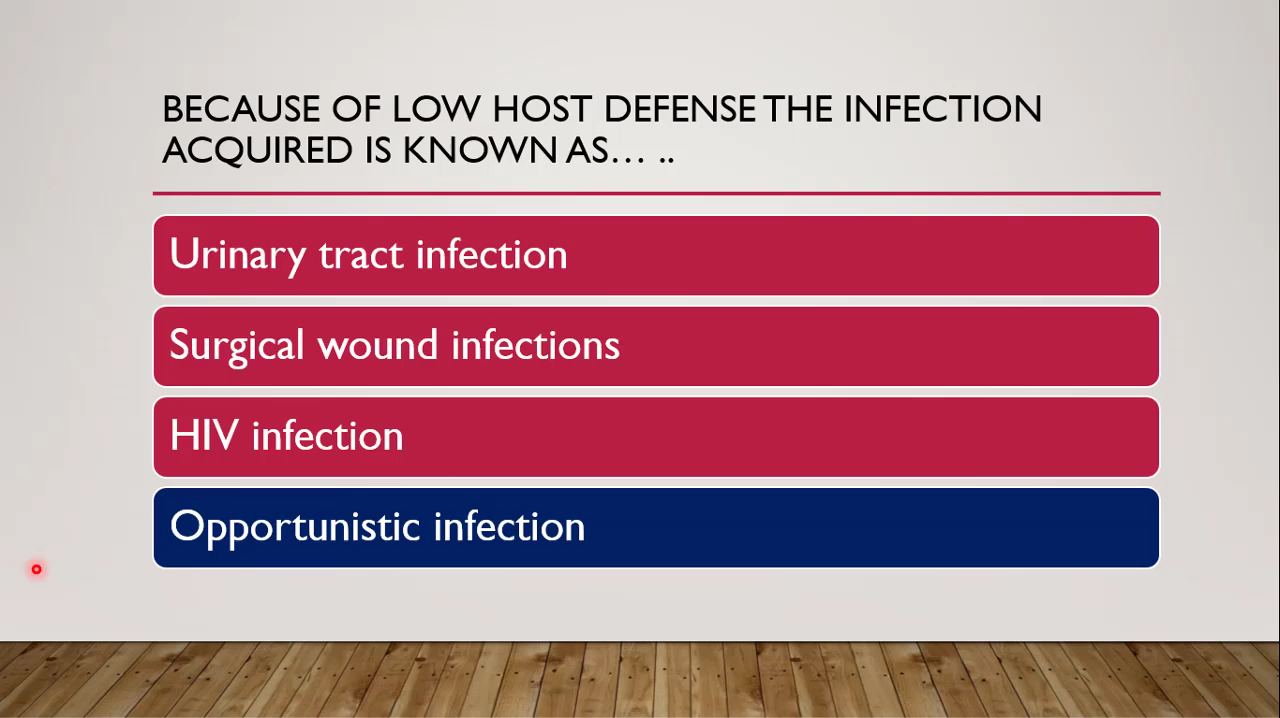 BECAUSE OF LOW HOST DEFENSE THE INFECTION
ACQUIRED IS KNOWN AS… ..
Urinary tract infection
Surgical wound infections
HIV infection
Opportunistic infection